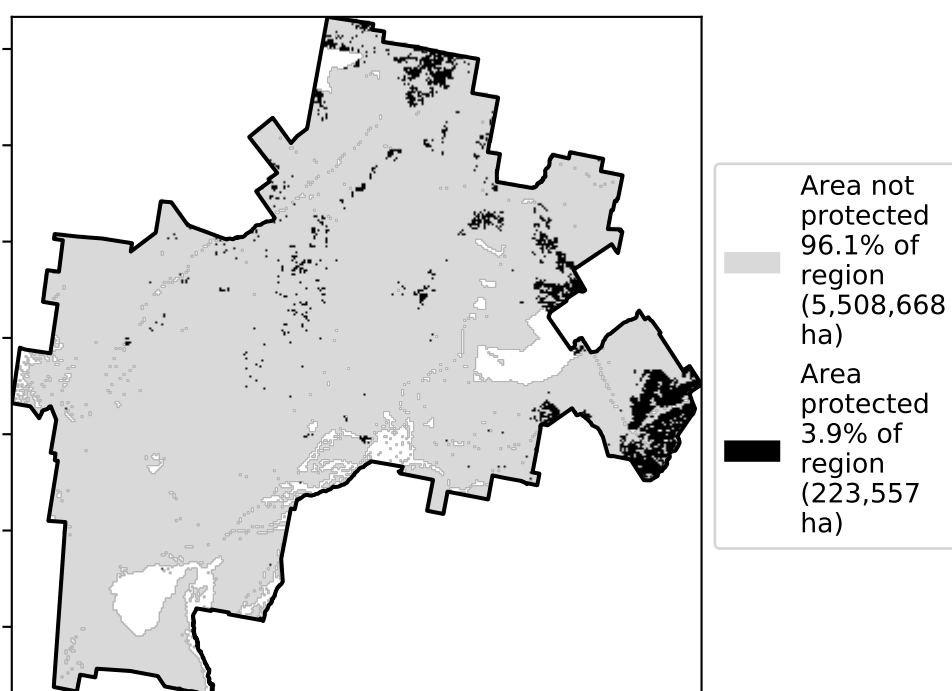 Area not
protected
96.1% of
region
(5,508,668
ha)
Area
protected
3.9% of
region
(223,557
ha)